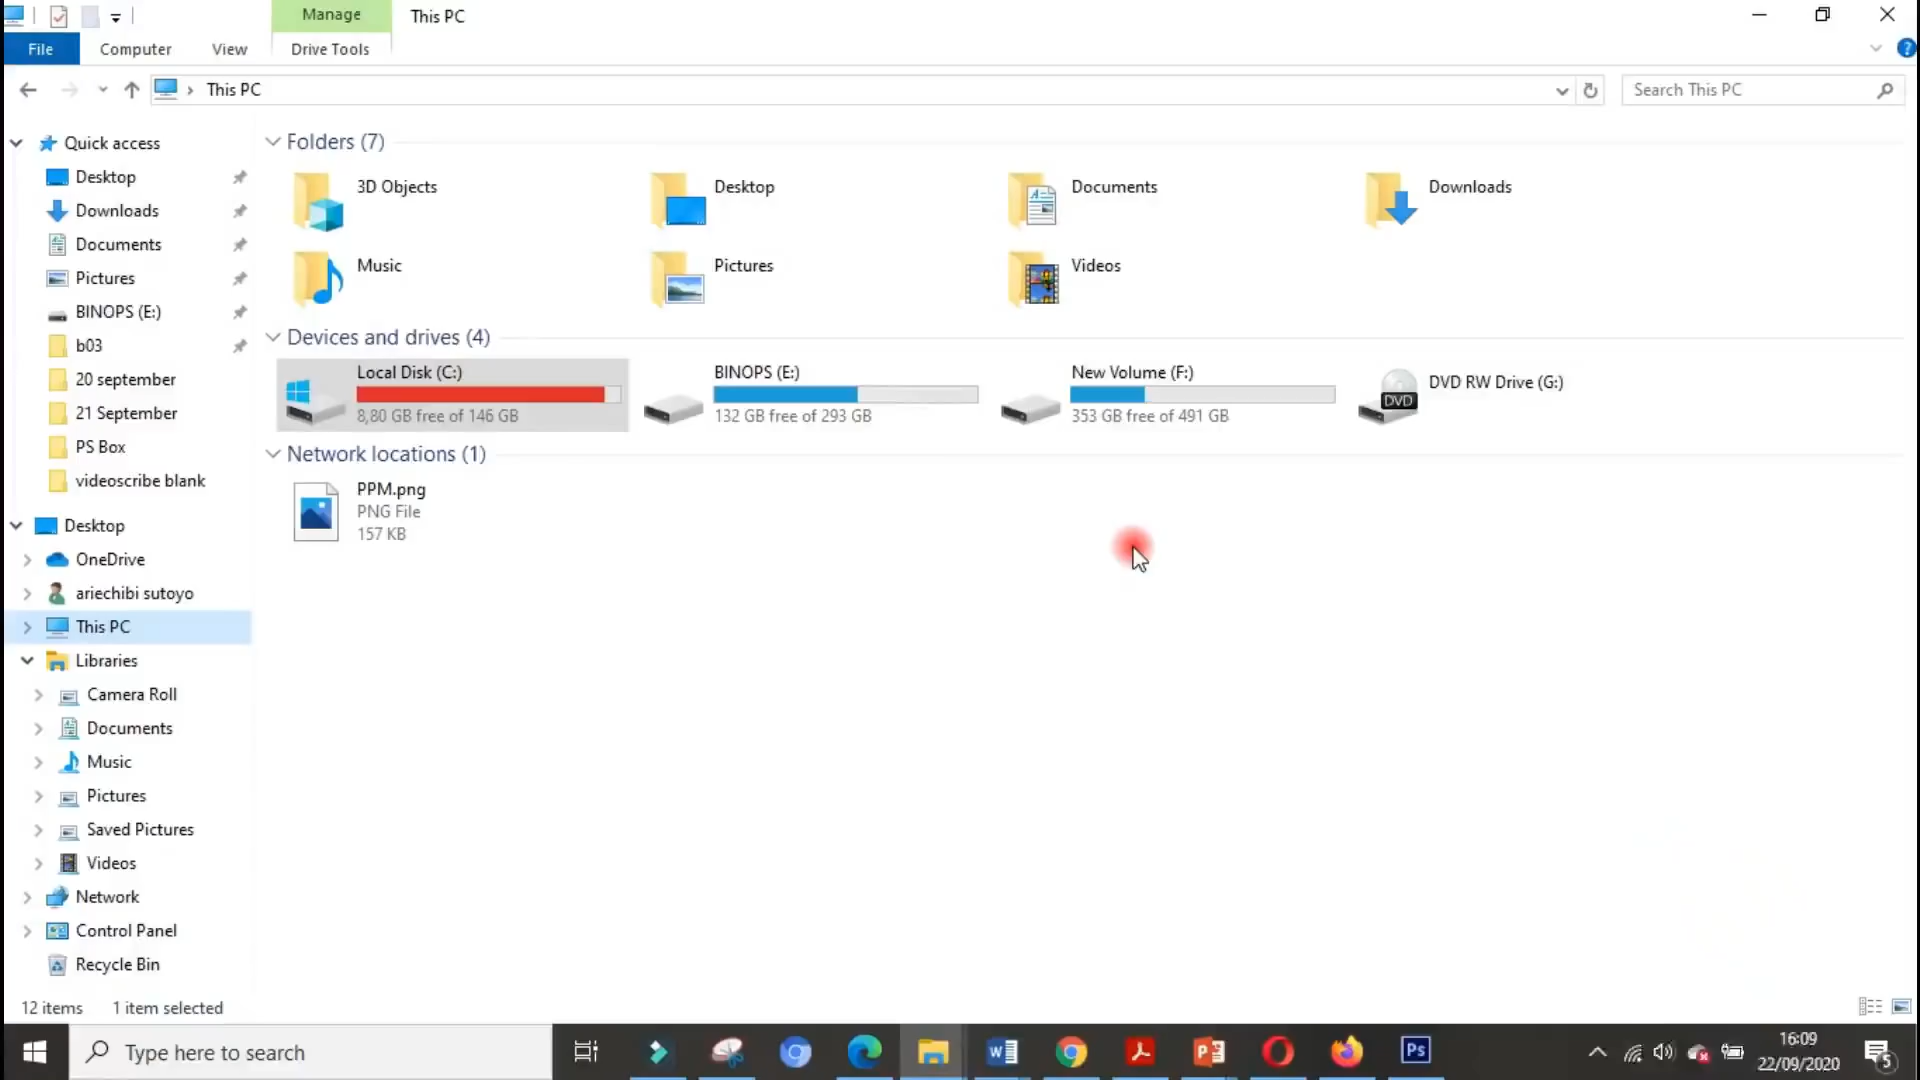 Manage
This PC
File
Computer
View
Drive Tools
?
This PC
Search This PC
Quick access
Desktop
Downloads
Documents
Pictures
BINOPS (E:)
b03
20 september
21 September
PS Box
videoscribe blank
Desktop
OneDrive
ariechibi sutoyo
This PC
Libraries
Camera Roll
Documents
Music
Pictures
Saved Pictures
Videos
Network
Control Panel
Recycle Bin
Folders (7)
3D Objects
Desktop
Documents
Downloads
Music
Pictures
Videos
Devices and drives (4)
Local Disk (C:)
8,80 GB free of 146 GB
BINOPS (E:)
132 GB free of 293 GB
New Volume (F:)
353 GB free of 491 GB
DVD RW Drive (G:)
DVD
Network locations (1)
PPM.png
PNG File
157 KB
12 items
1 item selected
Type here to search
W
P
Ps
16:09
22/09/2020
5